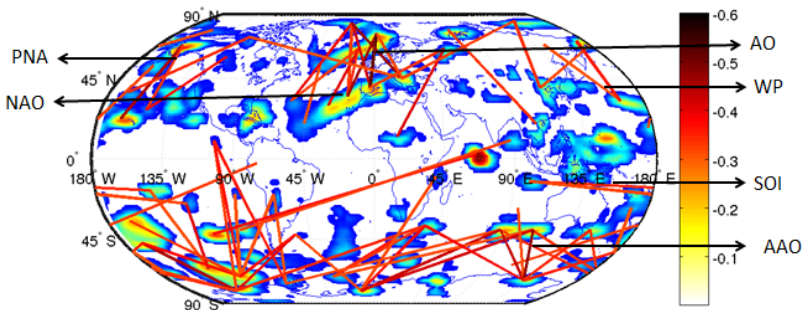 90° N
-0.6
AO
PNA
-0.5
45° N
WP
NAO
-0.4
0°
-0.3
180° W 135° W 90° W 45° W 0° 45° E 90° E 135° E 180° E
SOI
-0.2
45° S
AAO
-0.1
90° S